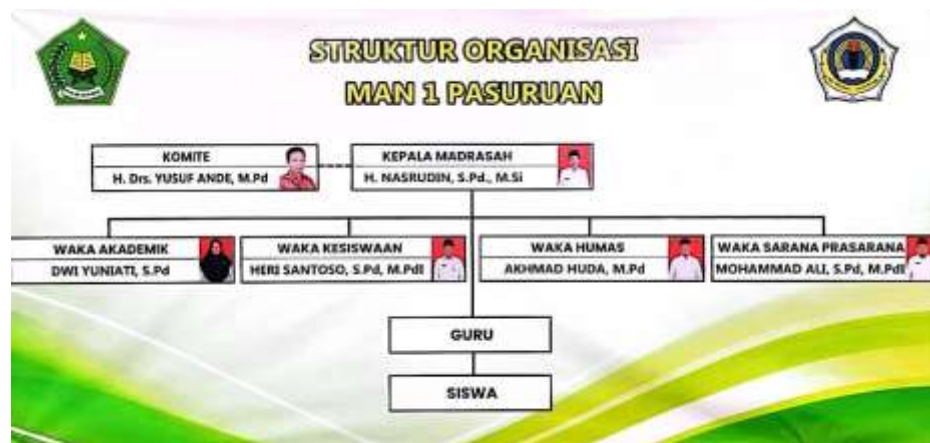 STRUKTUR ORGANISASI
MAN 1 PASURUAN
KOMITE
H. Drs. YUSUF ANDE, M.Pd
KEPALA MADRASAH
H. NASRUDIN, S.Pd., M.Si
WAKA AKADEMIK
DWI YUNIATI, S.Pd
WAKA KESISWAAN
HERI SANTOSO, S.Pd, M.PdI
WAKA HUMAS
AKHMAD HUDA, M.Pd
WAKA SARANA PRASARANA
MOHAMMAD ALI, S.Pd, M.PdI
GURU
SISWA